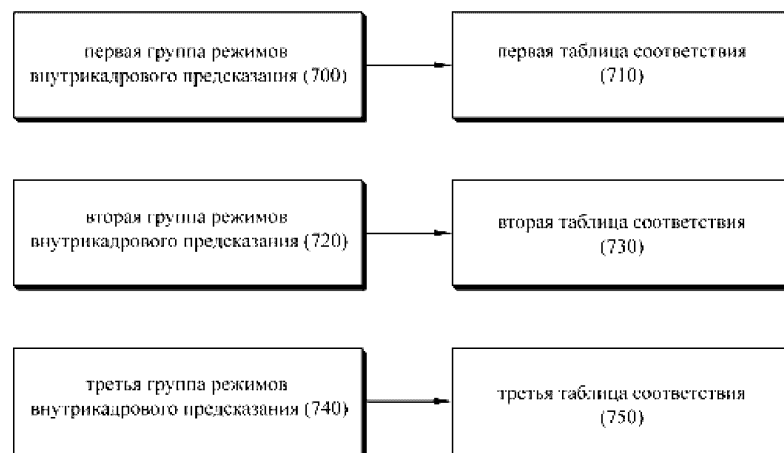 первая группа режимов
внутрикадрового предсказания (700)
первая таблица соответствия
(710)
вторая группа режимов
внутрикадрового предсказания (720)
вторая таблица соответствия
(730)
третья группа режимов
внутрикадрового предсказания (740)
третья таблица соответствия
(750)